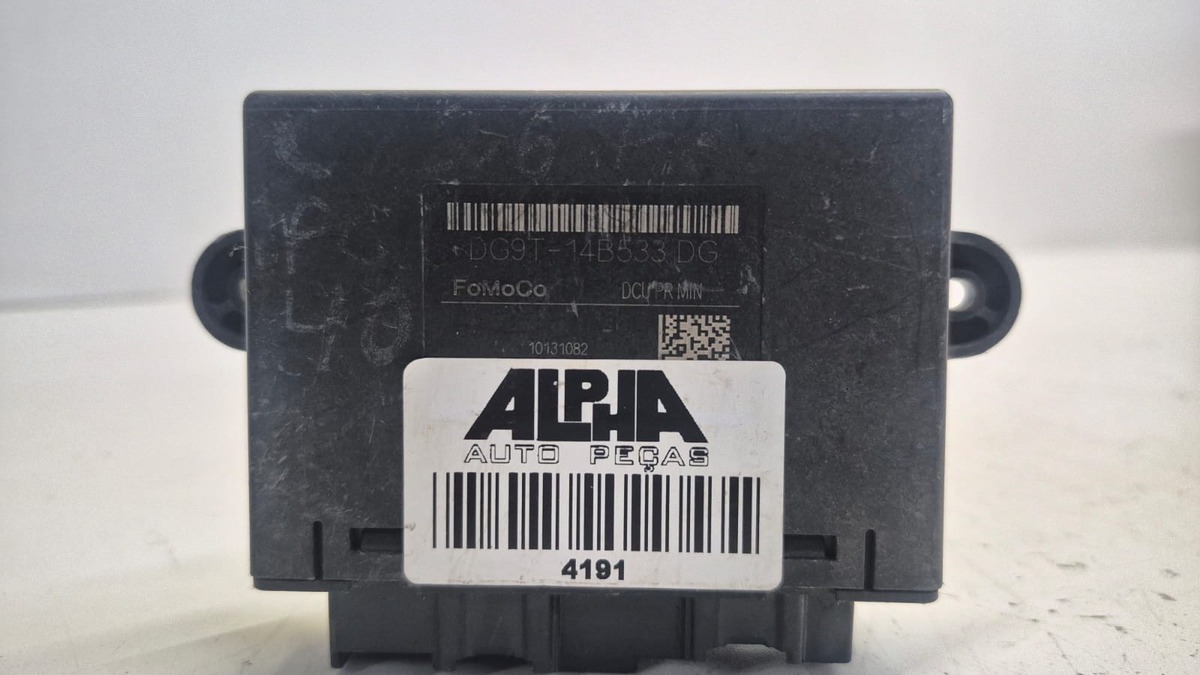 DG9T-14B533 DG
FoMoCo DCU PR MIN
10131082
ALPHA
AUTO PEÇAS
4191